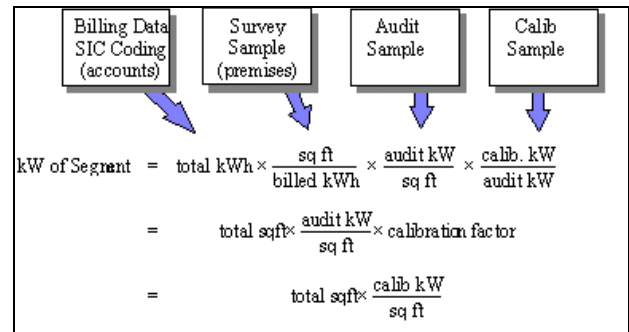 Billing Data
SIC Coding
(accounts)
Survey
Sample
(premises)
Audit
Sample
Calib
Sample
kW of Segment = total kWh × sq ft / billed kWh × audit kW / sq ft × calib. kW / audit kW
= total sqft × audit kW / sq ft × calibration factor
= total sqft × calib kW / sq ft